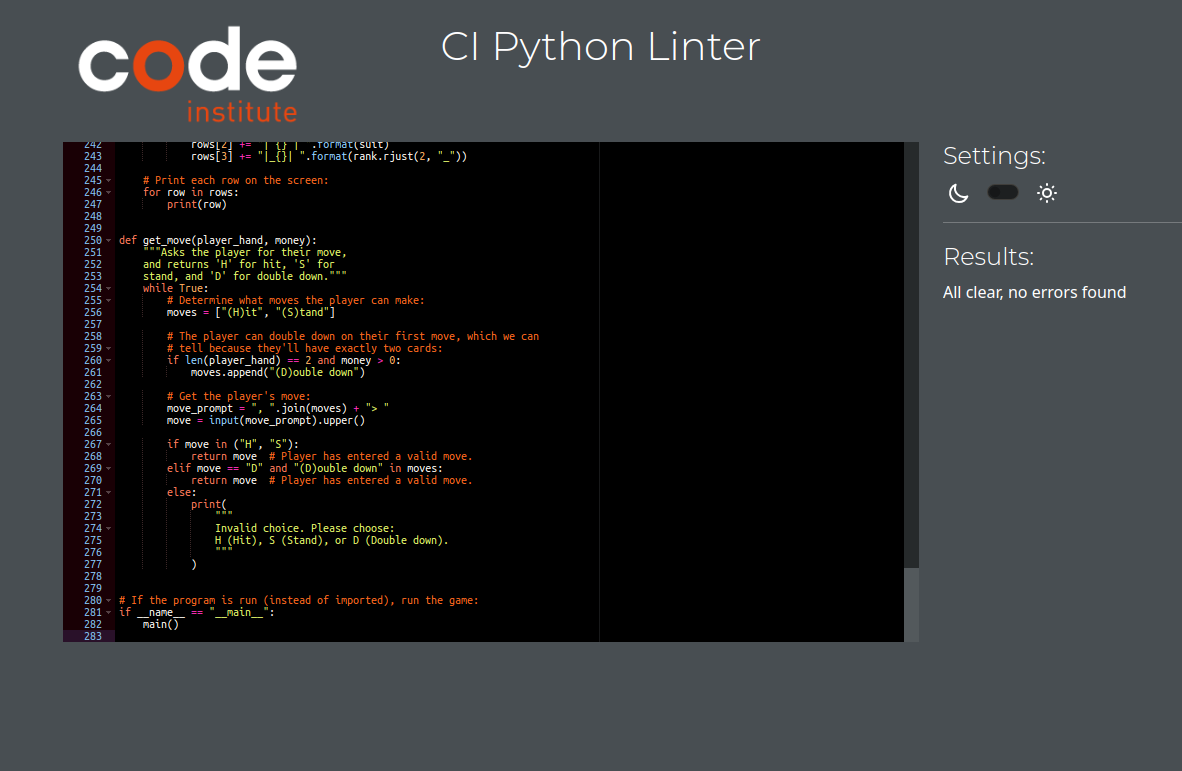 code
institute
CI Python Linter
242 rows[2] += "| {} | ".format(suit)
243 rows[3] += "|_{}| ".format(rank.rjust(2, "_"))
244
245 # Print each row on the screen:
246 for row in rows:
247 print(row)
248
249
250 def get_move(player_hand, money):
251 """Asks the player for their move,
252 and returns 'H' for hit, 'S' for
253 stand, and 'D' for double down."""
254 while True:
255 # Determine what moves the player can make:
256 moves = ["(H)it", "(S)tand"]
257
258 # The player can double down on their first move, which we can
259 # tell because they'll have exactly two cards:
260 if len(player_hand) == 2 and money > 0:
261 moves.append("(D)ouble down")
262
263 # Get the player's move:
264 move_prompt = ", ".join(moves) + "> "
265 move = input(move_prompt).upper()
266
267 if move in ("H", "S"):
268 return move  # Player has entered a valid move.
269 elif move == "D" and "(D)ouble down" in moves:
270 return move  # Player has entered a valid move.
271 else:
272 print(
273 """
274 Invalid choice. Please choose:
275 H (Hit), S (Stand), or D (Double down).
276 """
277 )
278
279
280 # If the program is run (instead of imported), run the game:
281 if __name__ == "__main__":
282 main()
283
Settings:
Results:
All clear, no errors found